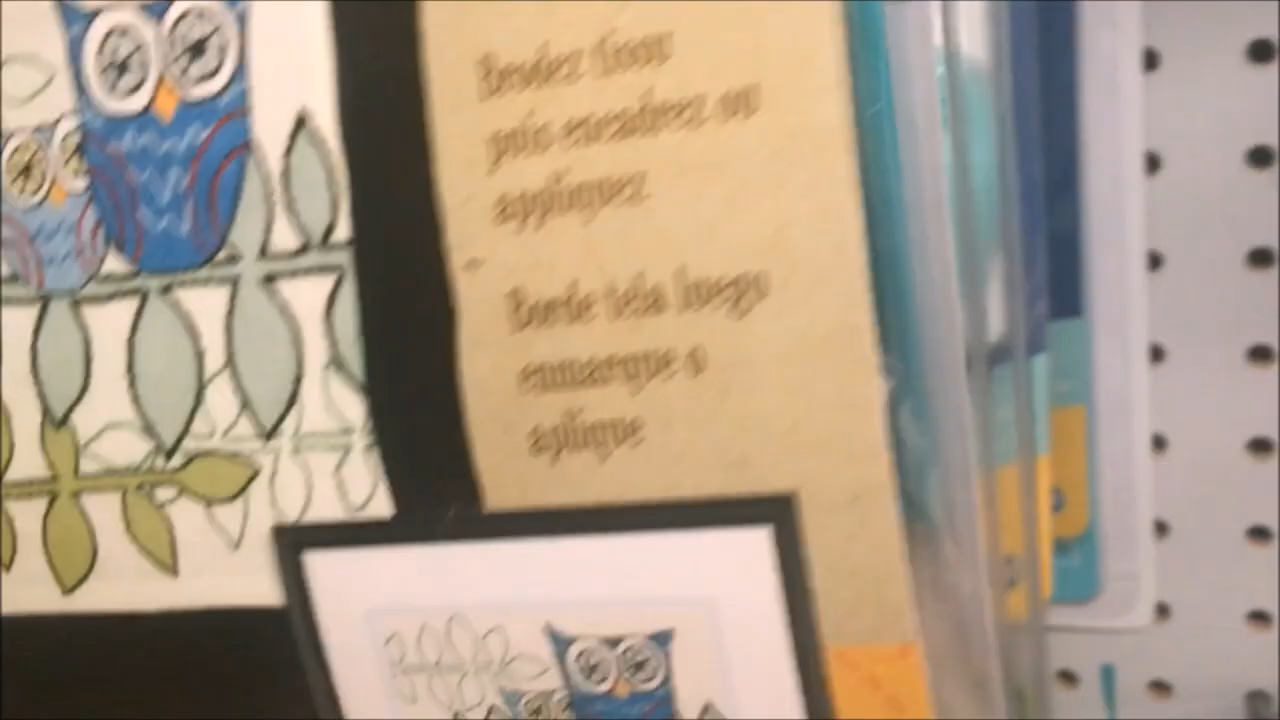 Brodez tissu
puis encadrez ou
appliquez
Borde tela luego
enmarque o
aplique